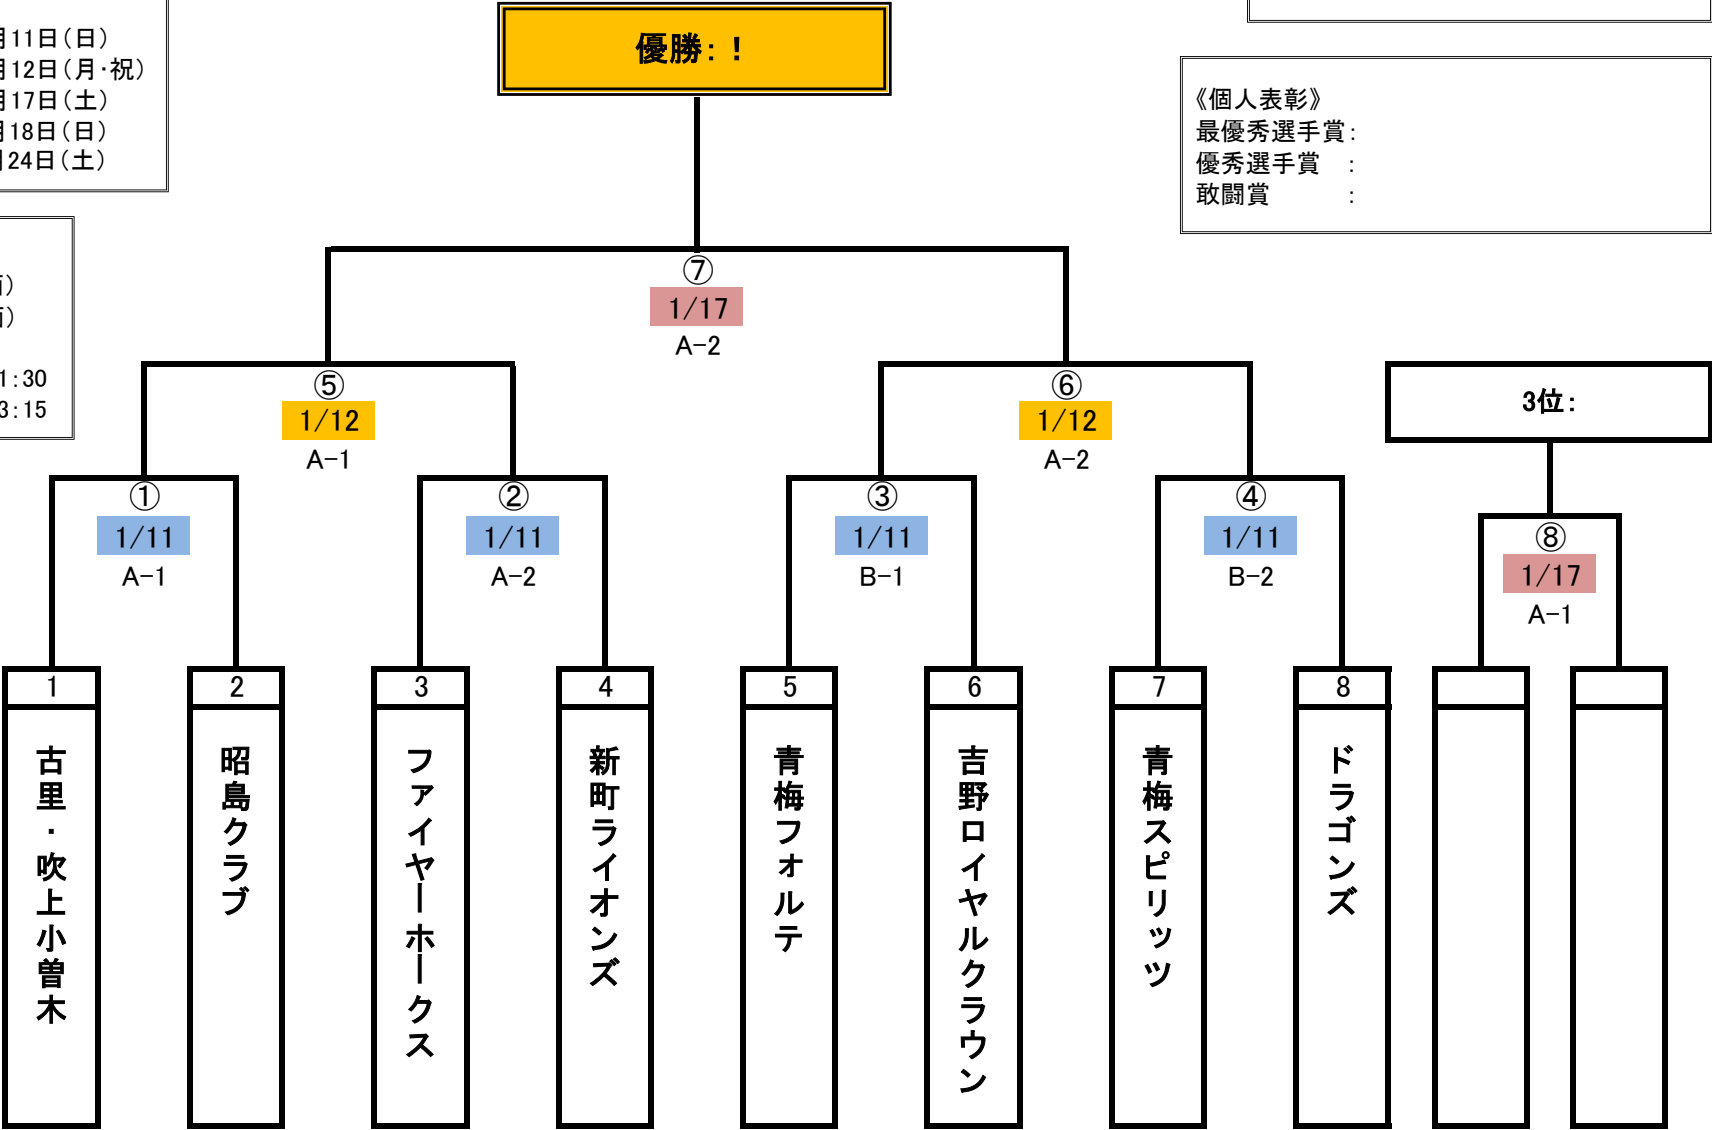 月11日(日)
月12日(月・祝)
月17日(土)
月18日(日)
24日(土)
1:30
3:15
優勝:！
《個人表彰》
最優秀選手賞:
優秀選手賞　:
敢闘賞　　　:
⑦
1/17
A-2
⑤
1/12
A-1
⑥
1/12
A-2
3位:
①
1/11
A-1
②
1/11
A-2
③
1/11
B-1
④
1/11
B-2
⑧
1/17
A-1
1
古里・吹上小曽木
2
昭島クラブ
3
ファイヤーホークス
4
新町ライオンズ
5
青梅フォルテ
6
吉野ロイヤルクラウン
7
青梅スピリッツ
8
ドラゴンズ